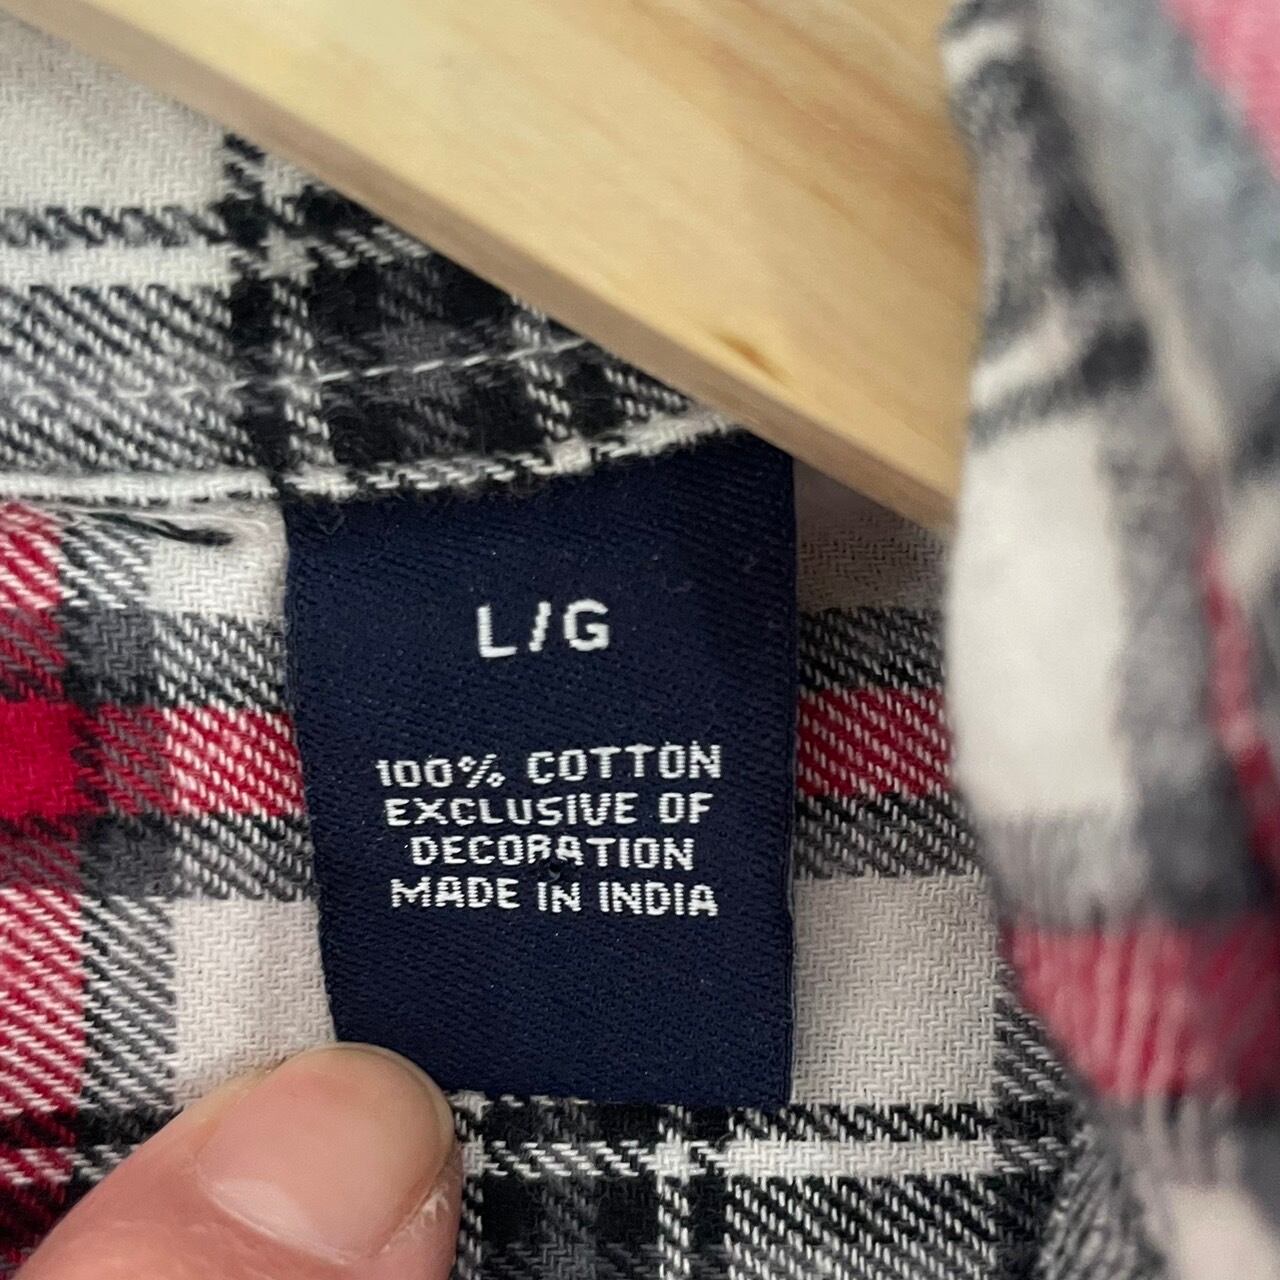 L/G
100% COTTON
EXCLUSIVE OF
DECORATION
MADE IN INDIA